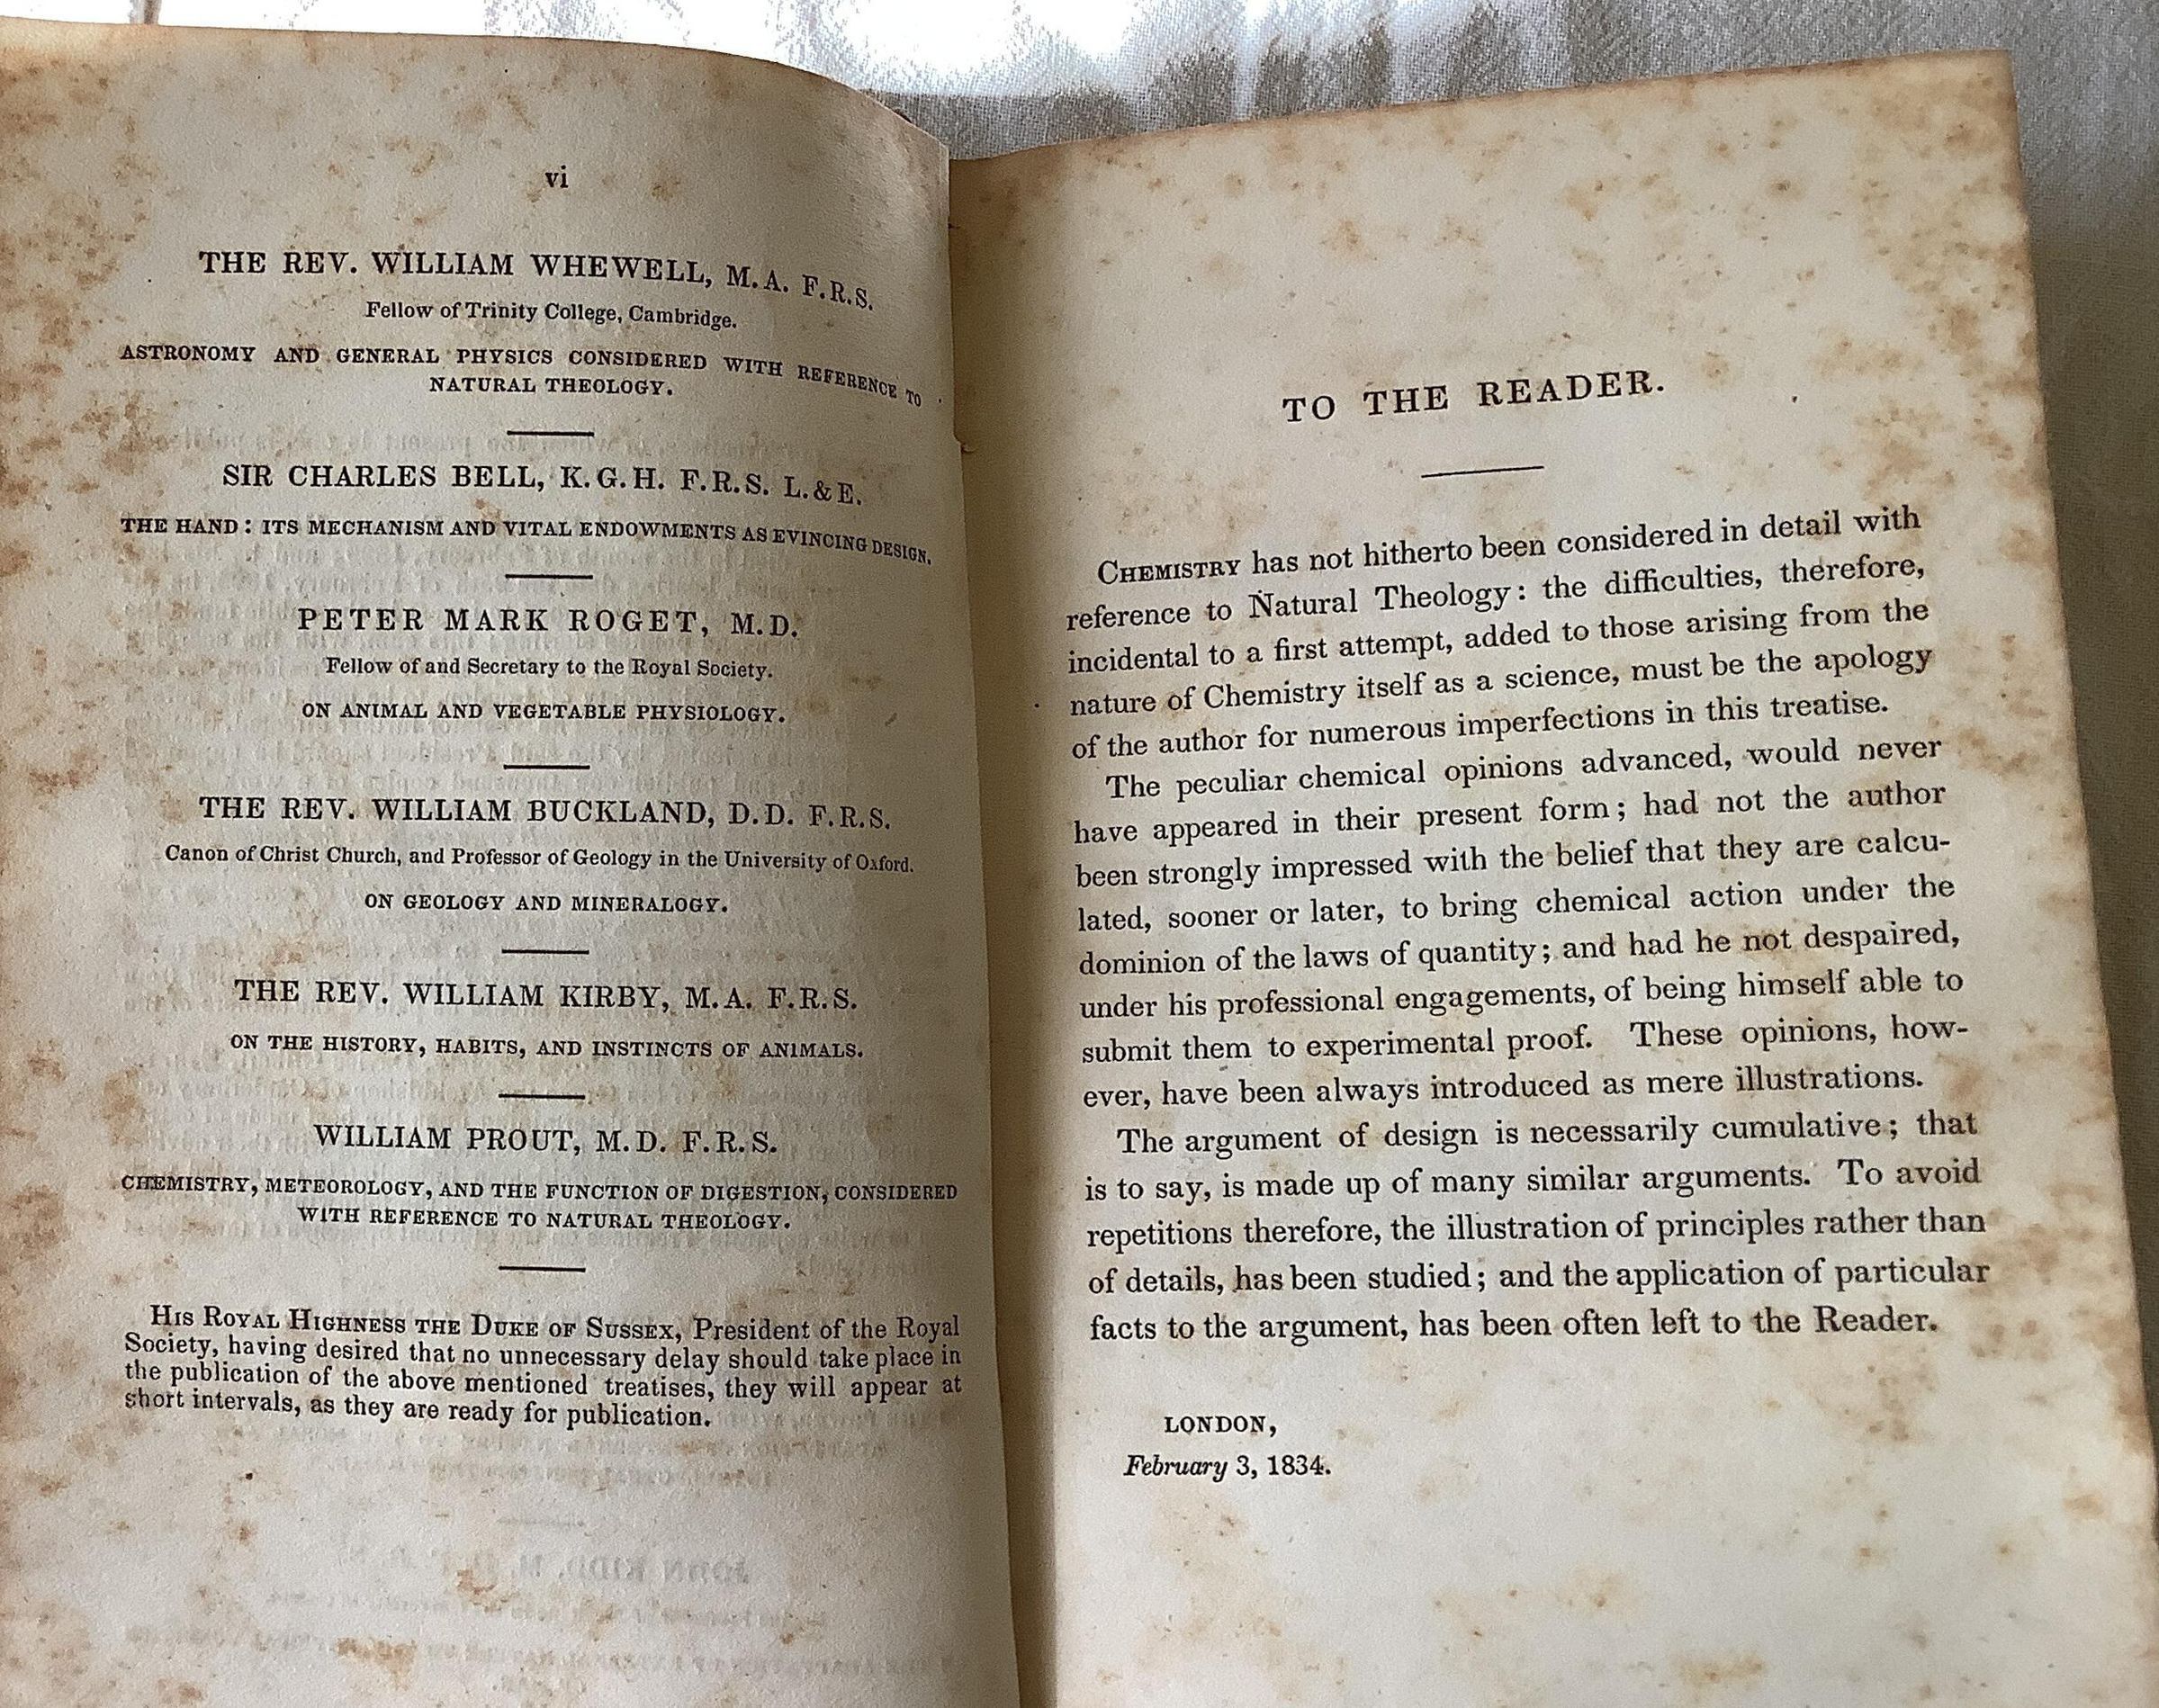 vi
THE REV. WILLIAM WHEWELL, M.A. F.R.S.
Fellow of Trinity College, Cambridge.
ASTRONOMY AND GENERAL PHYSICS CONSIDERED WITH REFERENCE TO
NATURAL THEOLOGY.
SIR CHARLES BELL, K.G.H. F.R.S. L.&E.
THE HAND: ITS MECHANISM AND VITAL ENDOWMENTS AS EVINCING DESIGN.
PETER MARK ROGET, M.D.
Fellow of and Secretary to the Royal Society.
ON ANIMAL AND VEGETABLE PHYSIOLOGY.
THE REV. WILLIAM BUCKLAND, D.D. F.R.S.
Canon of Christ Church, and Professor of Geology in the University of Oxford.
ON GEOLOGY AND MINERALOGY.
THE REV. WILLIAM KIRBY, M.A. F.R.S.
ON THE HISTORY, HABITS, AND INSTINCTS OF ANIMALS.
WILLIAM PROUT, M.D. F.R.S.
CHEMISTRY, METEOROLOGY, AND THE FUNCTION OF DIGESTION, CONSIDERED
WITH REFERENCE TO NATURAL THEOLOGY.
HIS ROYAL HIGHNESS THE DUKE OF SUSSEX, President of the Royal
Society, having desired that no unnecessary delay should take place in
the publication of the above mentioned treatises, they will appear at
short intervals, as they are ready for publication.
TO THE READER.
CHEMISTRY has not hitherto been considered in detail with
reference to Natural Theology: the difficulties, therefore,
incidental to a first attempt, added to those arising from the
nature of Chemistry itself as a science, must be the apology
of the author for numerous imperfections in this treatise.
The peculiar chemical opinions advanced, would never
have appeared in their present form; had not the author
been strongly impressed with the belief that they are calcu-
lated, sooner or later, to bring chemical action under the
dominion of the laws of quantity; and had he not despaired,
under his professional engagements, of being himself able to
submit them to experimental proof. These opinions, how-
ever, have been always introduced as mere illustrations.
The argument of design is necessarily cumulative; that
is to say, is made up of many similar arguments. To avoid
repetitions therefore, the illustration of principles rather than
of details, has been studied; and the application of particular
facts to the argument, has been often left to the Reader.
LONDON,
February 3, 1834.